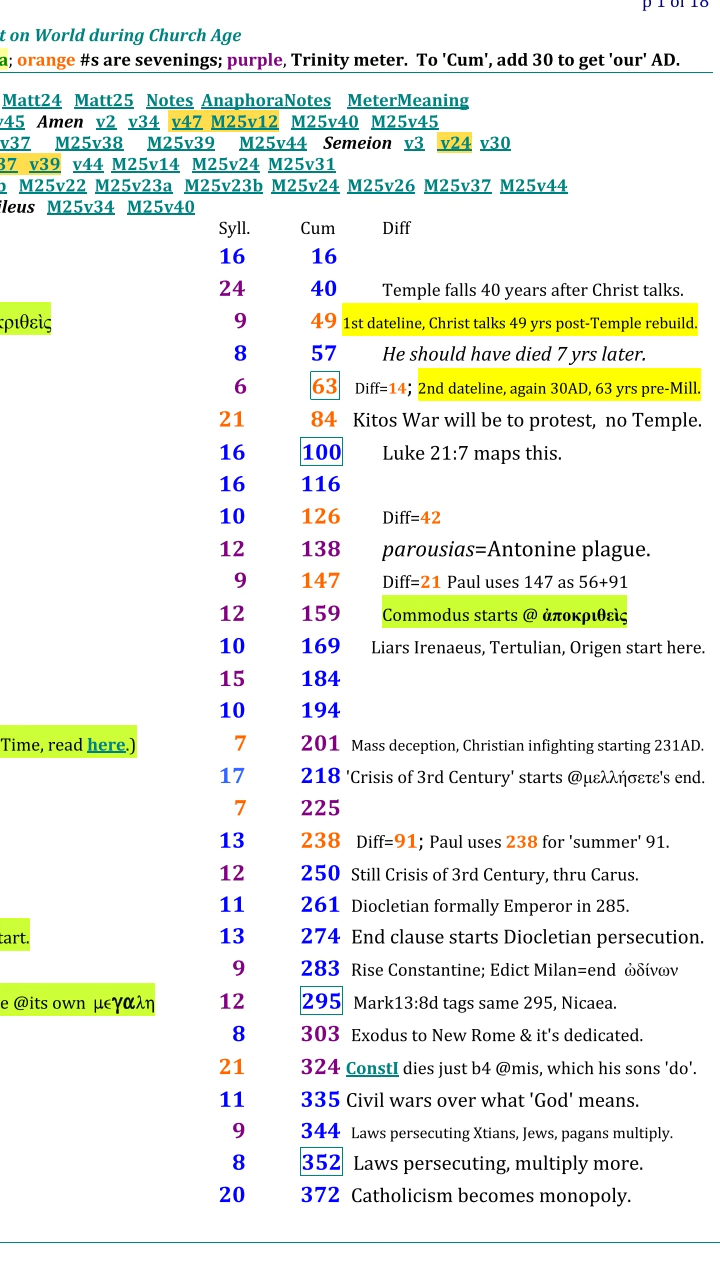 p 1 of 18
t on World during Church Age
a; orange #s are sevenings; purple, Trinity meter. To 'Cum', add 30 to get 'our' AD.
Matt24 Matt25 Notes AnaphoraNotes MeterMeaning
v45 Amen v2 v34 v47 M25v12 M25v40 M25v45
v37 M25v38 M25v39 M25v44 Semeion v3 v24 v30
37 v39 v44 M25v14 M25v24 M25v31
b M25v22 M25v23a M25v23b M25v24 M25v26 M25v37 M25v44
ileus M25v34 M25v40
Syll. Cum Diff
16 16
24 40 Temple falls 40 years after Christ talks.
κριθεὶς 9 49 1st dateline, Christ talks 49 yrs post-Temple rebuild.
8 57 He should have died 7 yrs later.
6 63 Diff=14; 2nd dateline, again 30AD, 63 yrs pre-Mill.
21 84 Kitos War will be to protest, no Temple.
16 100 Luke 21:7 maps this.
16 116
10 126 Diff=42
12 138 parousias=Antonine plague.
9 147 Diff=21 Paul uses 147 as 56+91
12 159 Commodus starts @ ἀποκριθεὶς
10 169 Liars Irenaeus, Tertulian, Origen start here.
15 184
10 194
Time, read here.) 7 201 Mass deception, Christian infighting starting 231AD.
17 218 'Crisis of 3rd Century' starts @μελλήσετε's end.
7 225
13 238 Diff=91; Paul uses 238 for 'summer' 91.
12 250 Still Crisis of 3rd Century, thru Carus.
11 261 Diocletian formally Emperor in 285.
tart. 13 274 End clause starts Diocletian persecution.
9 283 Rise Constantine; Edict Milan=end ὠδίνων
e @its own μεγαλη 12 295 Mark13:8d tags same 295, Nicaea.
8 303 Exodus to New Rome & it's dedicated.
21 324 ConstI dies just b4 @mis, which his sons 'do'.
11 335 Civil wars over what 'God' means.
9 344 Laws persecuting Xtians, Jews, pagans multiply.
8 352 Laws persecuting, multiply more.
20 372 Catholicism becomes monopoly.